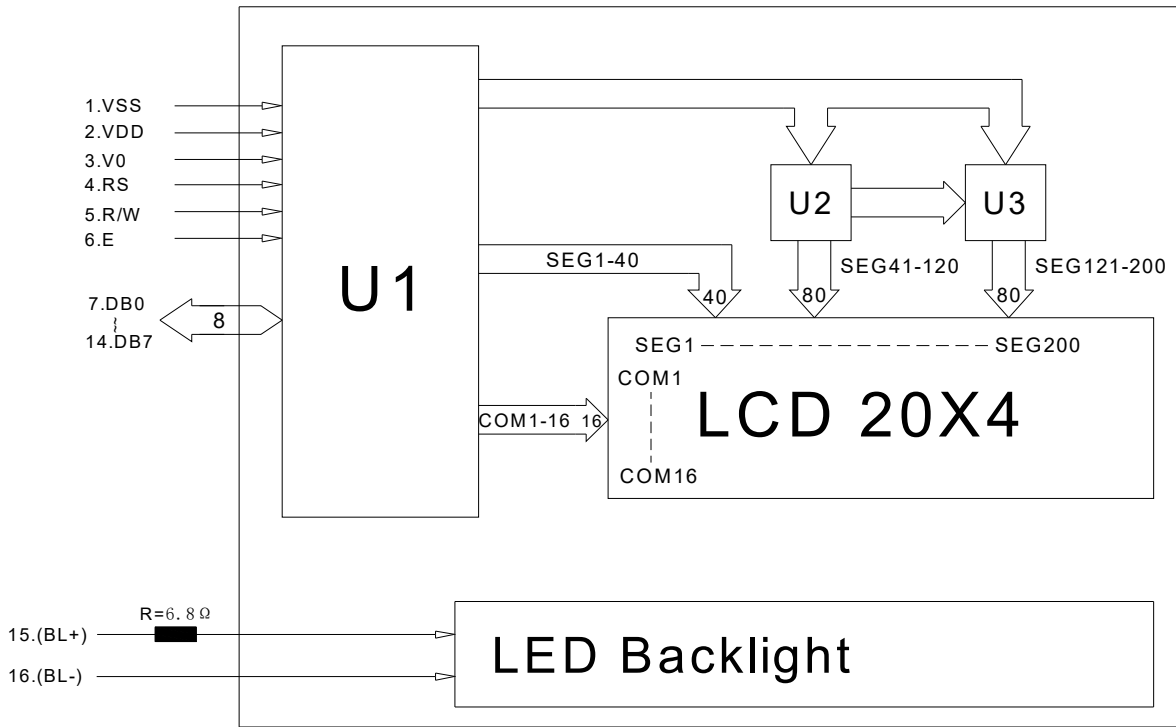 1.VSS
2.VDD
3.V0
4.RS
5.R/W
6.E
7.DB0
~
14.DB7
8
U1
U2
U3
SEG1-40
SEG41-120
SEG121-200
40
80
80
SEG1
SEG200
COM1
LCD 20X4
COM1-16 16
COM16
R=6.8Ω
15.(BL+)
16.(BL-)
LED Backlight